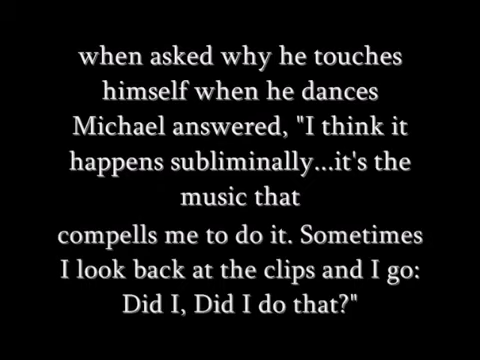 when asked why he touches
himself when he dances
Michael answered, "I think it
happens subliminally...it's the
music that
compells me to do it. Sometimes
I look back at the clips and I go:
Did I, Did I do that?"